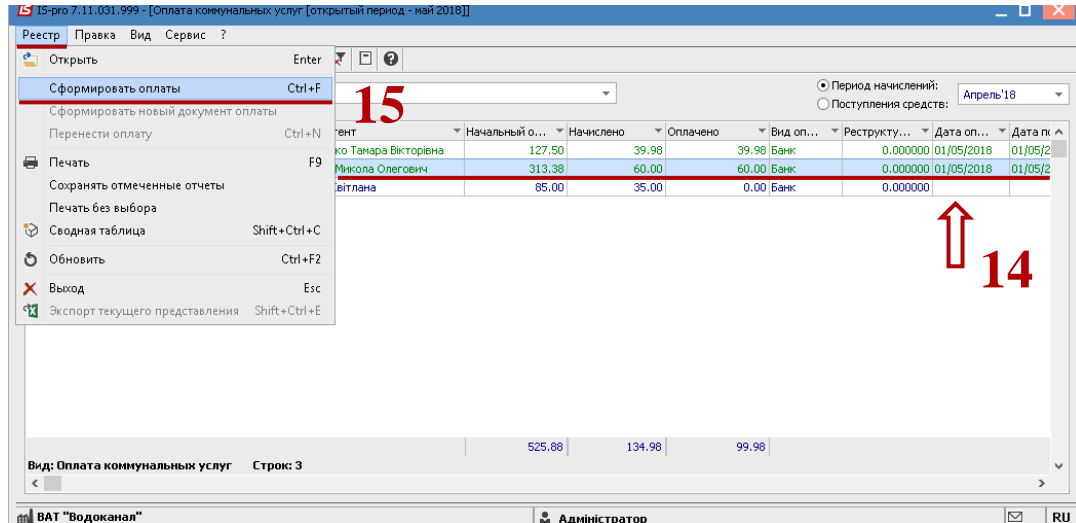 IS-pro 7.11.031.999 - [Оплата коммунальных услуг [открытый период - май 2018]]
Реестр Правка Вид Сервис ?
Открыть Enter
Сформировать оплаты Ctrl+F
15
Период начислений: Апрель'18
Поступления средств:
Сформировать новый документ оплаты
Перенести оплату Ctrl+N
Печать F9
Сохранять отмеченные отчеты
Печать без выбора
Сводная таблица Shift+Ctrl+C
Обновить Ctrl+F2
Выход Esc
Экспорт текущего представления Shift+Ctrl+E
гент Начальный о... Начислено Оплачено Вид оп... Реструкту... Дата оп... Дата пс
ко Тамара Вікторівна 127.50 39.98 39.98 Банк 0.000000 01/05/2018 01/05/2
Микола Олегович 313.38 60.00 60.00 Банк 0.000000 01/05/2018 01/05/2
вітлана 85.00 35.00 0.00 Банк 0.000000
14
525.88 134.98 99.98
Вид: Оплата коммунальных услуг Строк: 3
ВАТ "Водоканал" Адміністратор RU